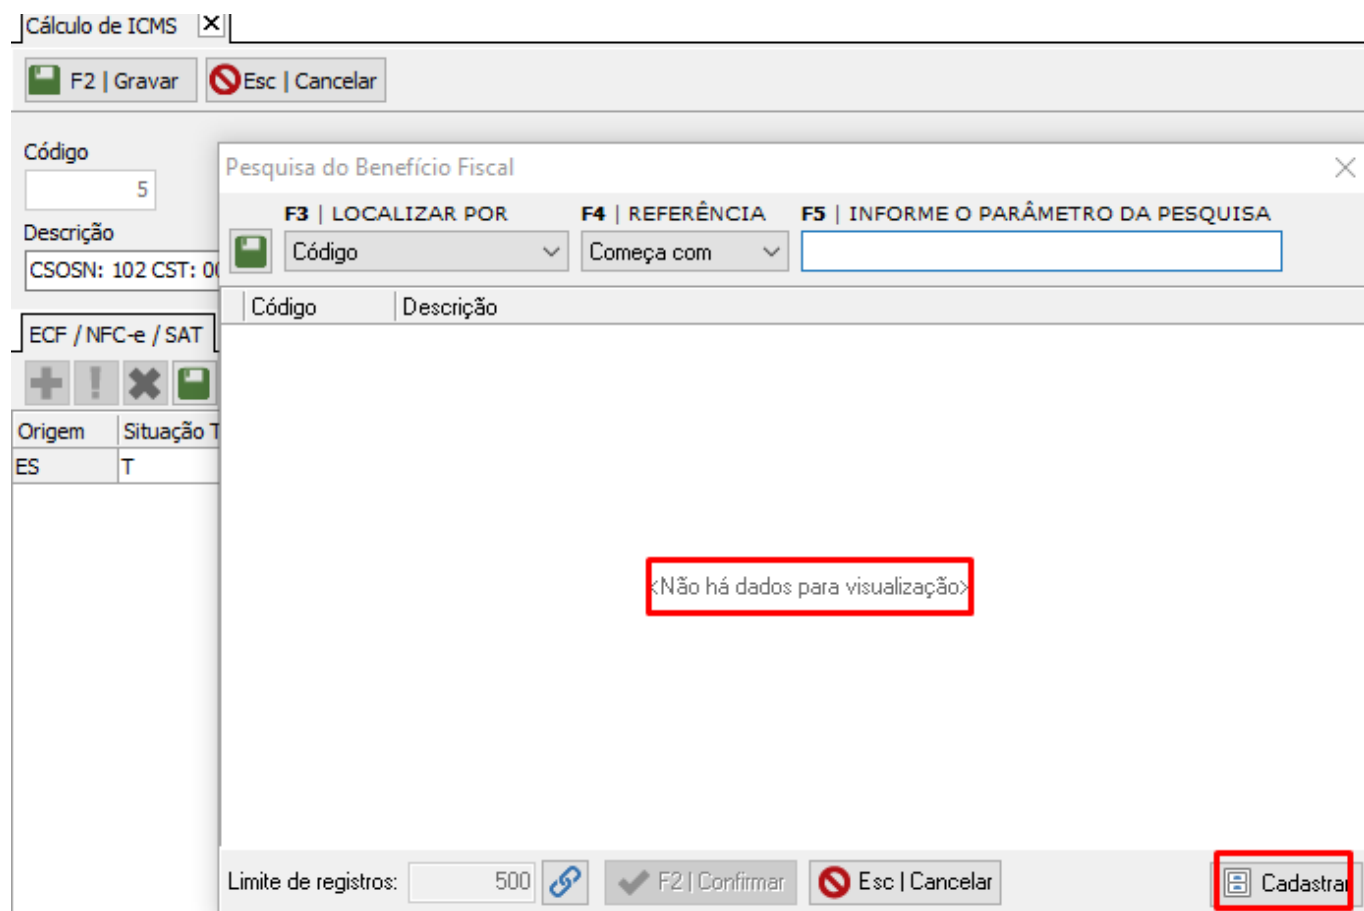 Cálculo de ICMS
F2 | Gravar Esc | Cancelar
Código
5
Descrição
CSOSN: 102 CST: 00
ECF / NFC-e / SAT
Origem Situação T
ES T
Pesquisa do Benefício Fiscal
F3 | LOCALIZAR POR F4 | REFERÊNCIA F5 | INFORME O PARÂMETRO DA PESQUISA
Código Começa com
Código Descrição
<Não há dados para visualização>
Limite de registros: 500 F2 | Confirmar Esc | Cancelar Cadastrar